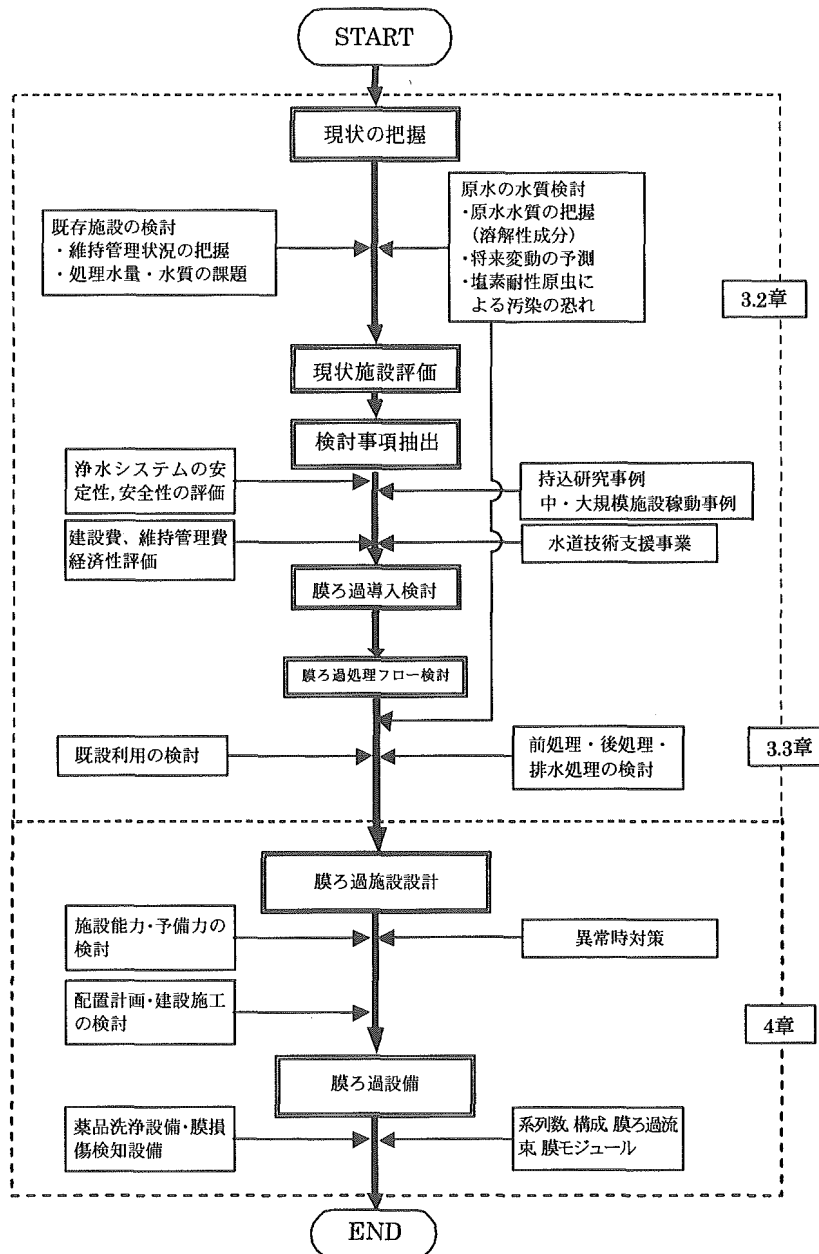 START
現状の把握
既存施設の検討
・維持管理状況の把握
・処理水量・水質の課題
原水の水質検討
・原水水質の把握
(溶解性成分)
・将来変動の予測
・塩素耐性原虫に
よる汚染の恐れ
3.2章
現状施設評価
検討事項抽出
浄水システムの安
定性,安全性の評価
持込研究事例
中・大規模施設稼動事例
建設費、維持管理費
経済性評価
水道技術支援事業
膜ろ過導入検討
膜ろ過処理フロー検討
既設利用の検討
前処理・後処理・
排水処理の検討
3.3章
膜ろ過施設設計
施設能力・予備力の
検討
異常時対策
配置計画・建設施工
の検討
4章
膜ろ過設備
薬品洗浄設備・膜損
傷検知設備
系列数、構成、膜ろ過流
束、膜モジュール
END